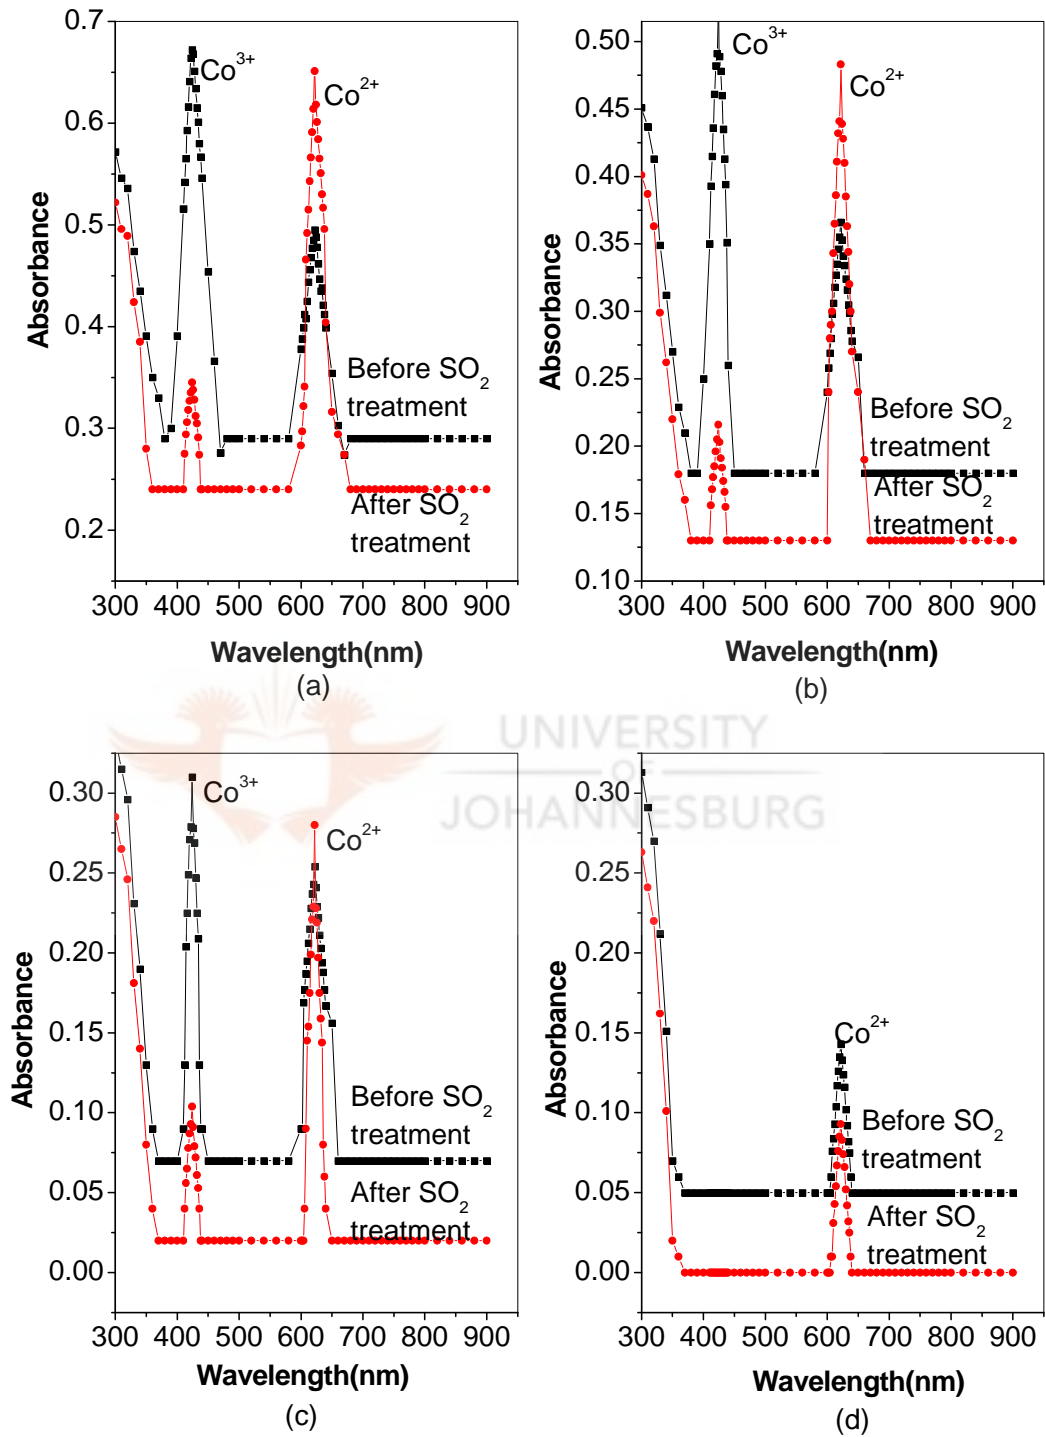 0.7
0.6
0.5
0.4
0.3
0.2
Absorbance
Co3+
Co2+
Before SO2
treatment
After SO2
treatment
300 400 500 600 700 800 900
Wavelength(nm)
(a)
0.50
0.45
0.40
0.35
0.30
0.25
0.20
0.15
0.10
Absorbance
Co3+
Co2+
Before SO2
treatment
After SO2
treatment
300 400 500 600 700 800 900
Wavelength(nm)
(b)
UNIVERSITY
OF
JOHANNESBURG
0.30
0.25
0.20
0.15
0.10
0.05
0.00
Absorbance
Co3+
Co2+
Before SO2
treatment
After SO2
treatment
300 400 500 600 700 800 900
Wavelength(nm)
(c)
0.30
0.25
0.20
0.15
0.10
0.05
0.00
Absorbance
Co2+
Before SO2
treatment
After SO2
treatment
300 400 500 600 700 800 900
Wavelength(nm)
(d)